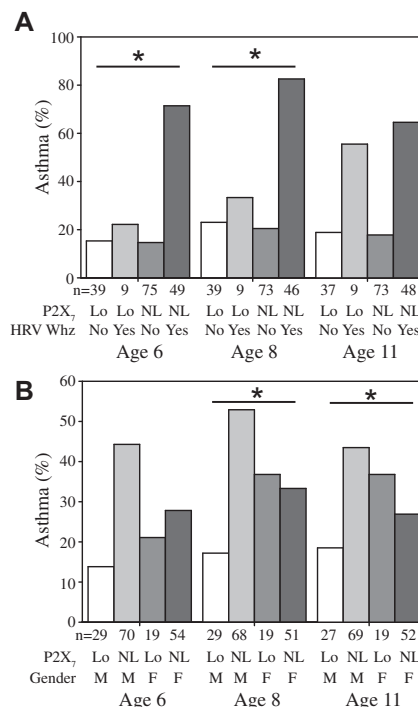 A
*
*
100
80
60
40
20
0
Asthma (%)
n=39 9 75 49 39 9 73 46 37 9 73 48
P2X7 Lo Lo NL NL Lo Lo NL NL Lo Lo NL NL
HRV Whz No Yes No Yes No Yes No Yes No Yes No Yes
Age 6 Age 8 Age 11
B
*
*
60
50
40
30
20
10
0
Asthma (%)
n=29 70 19 54 29 68 19 51 27 69 19 52
P2X7 Lo NL Lo NL Lo NL Lo NL Lo NL Lo NL
Gender M M F F M M F F M M F F
Age 6 Age 8 Age 11